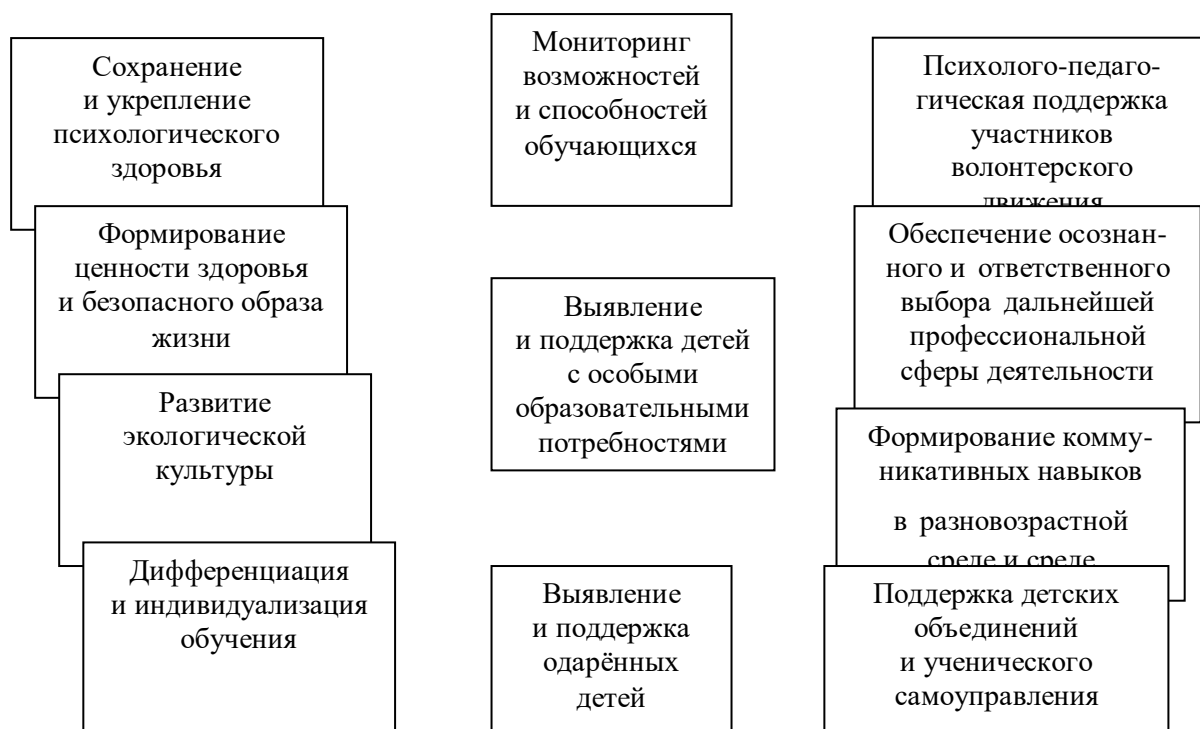 Сохранение
и укрепление
психологического
здоровья
Формирование
ценности здоровья
и безопасного образа
жизни
Развитие
экологической
культуры
Дифференциация
и индивидуализация
обучения
Мониторинг
возможностей
и способностей
обучающихся
Выявление
и поддержка детей
с особыми
образовательными
потребностями
Выявление
и поддержка
одарённых
детей
Психолого-педаго-
гическая поддержка
участников
волонтерского
движения
Обеспечение осознан-
ного и ответственного
выбора дальнейшей
профессиональной
сферы деятельности
Формирование комму-
никативных навыков
в разновозрастной
среде и среде
Поддержка детских
объединений
и ученического
самоуправления